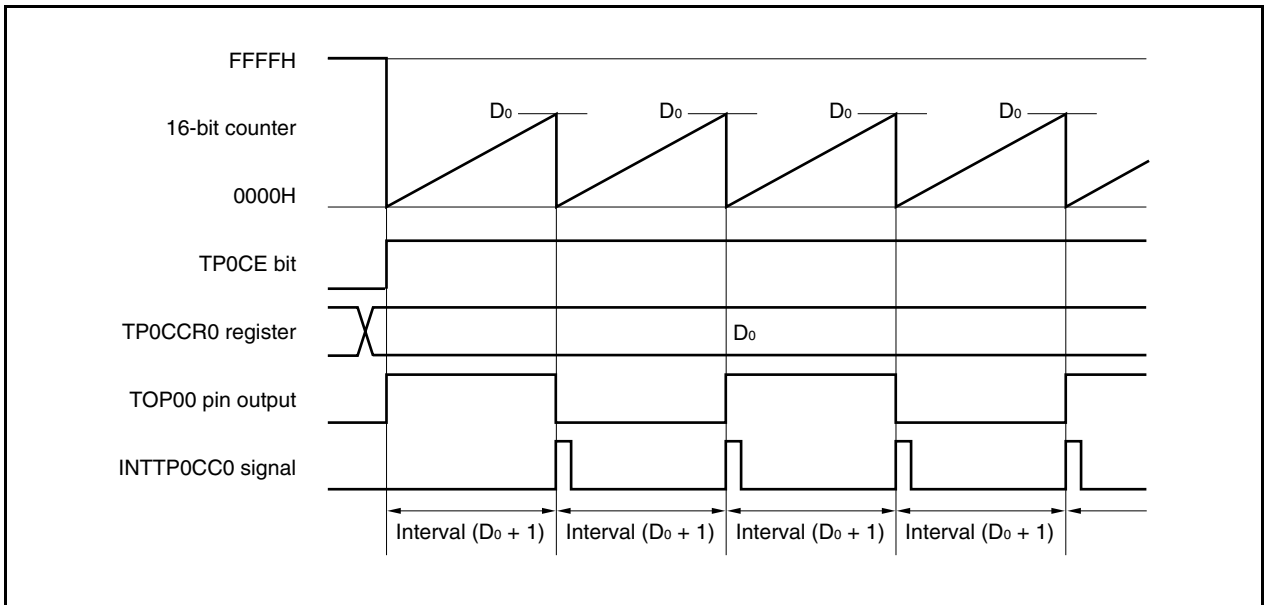 FFFFH
16-bit counter
D0 D0 D0 D0
0000H
TP0CE bit
TP0CCR0 register
D0
TOP00 pin output
INTTP0CC0 signal
Interval (D0 + 1) Interval (D0 + 1) Interval (D0 + 1) Interval (D0 + 1)